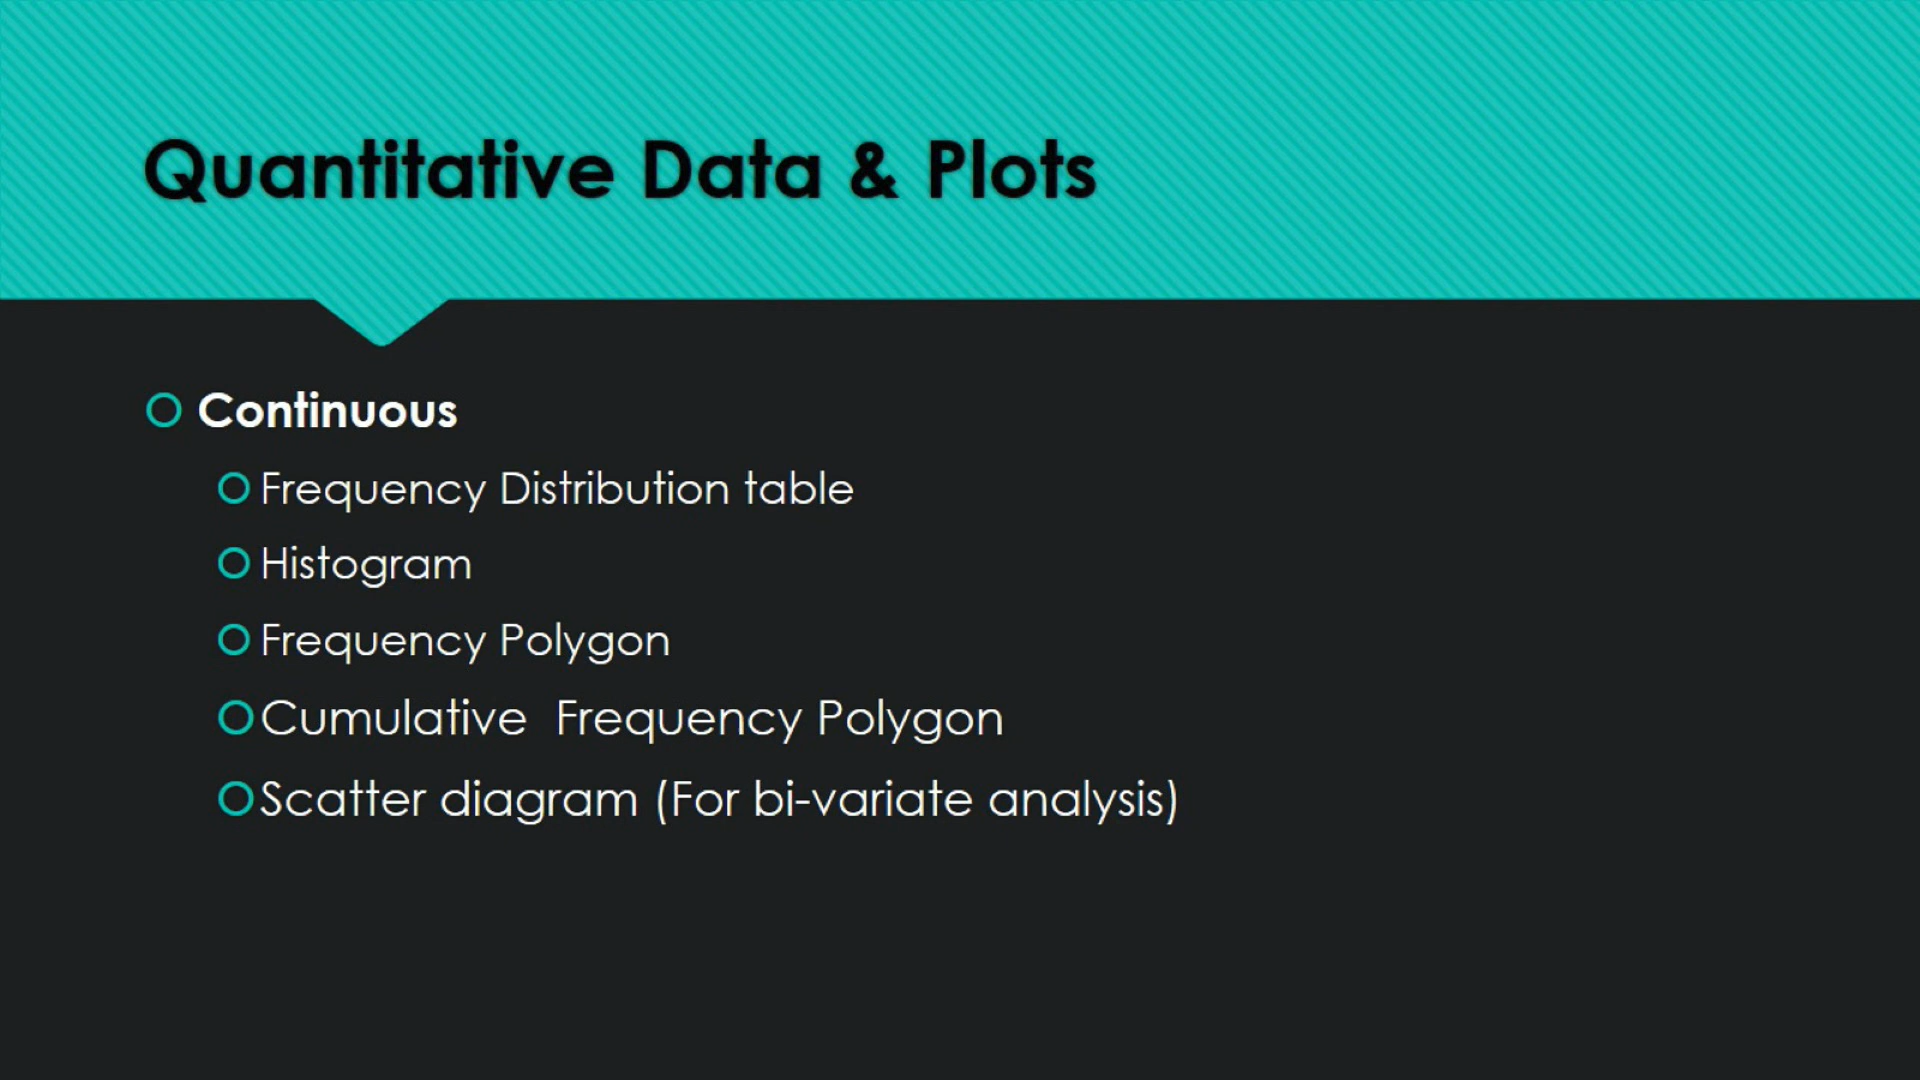 Quantitative Data & Plots
Continuous
Frequency Distribution table
Histogram
Frequency Polygon
Cumulative  Frequency Polygon
Scatter diagram (For bi-variate analysis)